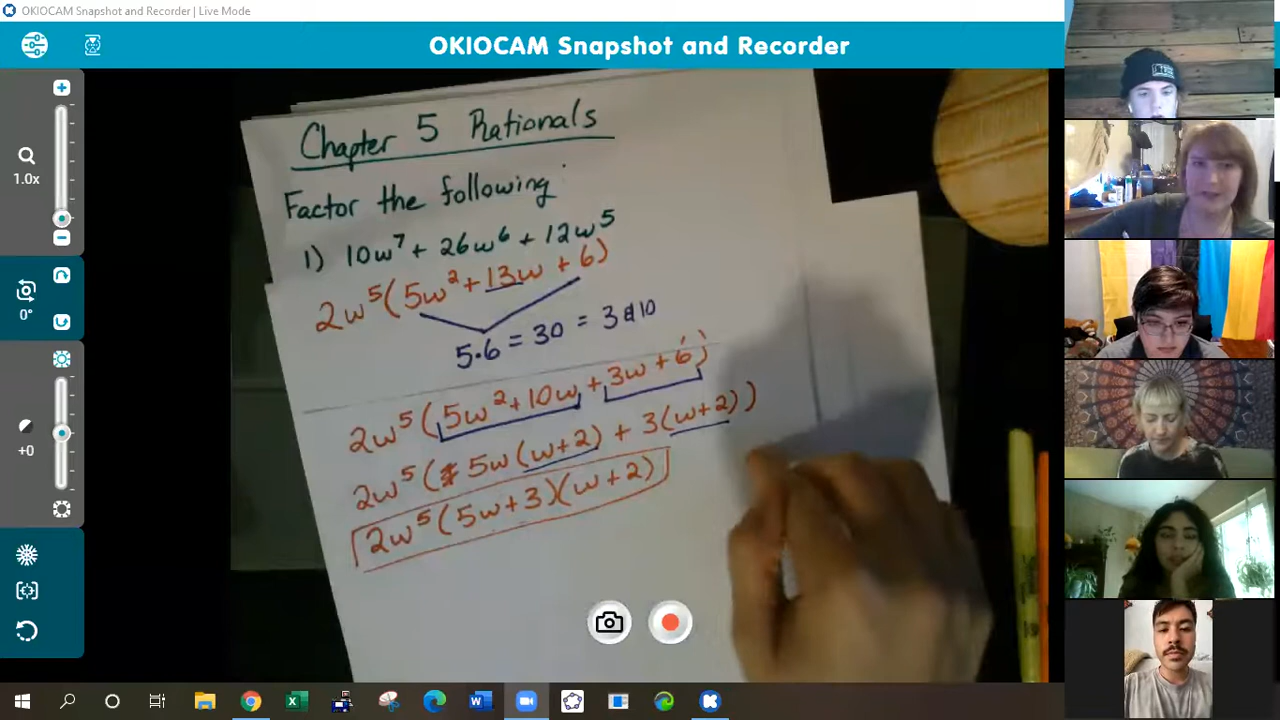 OKIOCAM Snapshot and Recorder | Live Mode
OKIOCAM Snapshot and Recorder
1.0x
0°
+0
Chapter 5 Rationals
Factor the following
1) 10w⁷ + 26w⁶ + 12w⁵
2w⁵(5w² + 13w + 6)
5·6 = 30 = 3 & 10
2w⁵(5w² + 10w + 3w + 6)
2w⁵( 5w(w+2) + 3(w+2))
2w⁵(5w+3)(w+2)